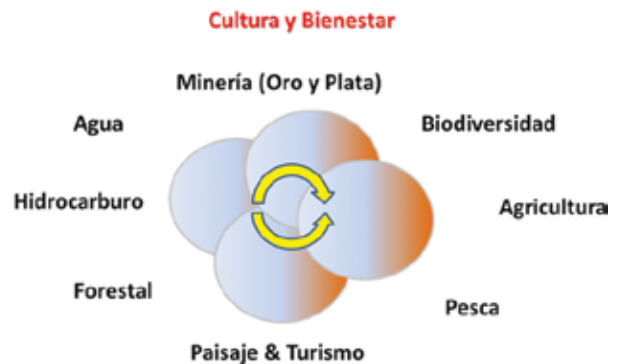 Cultura y Bienestar
Minería (Oro y Plata)
Agua
Biodiversidad
Hidrocarburo
Agricultura
Forestal
Pesca
Paisaje & Turismo